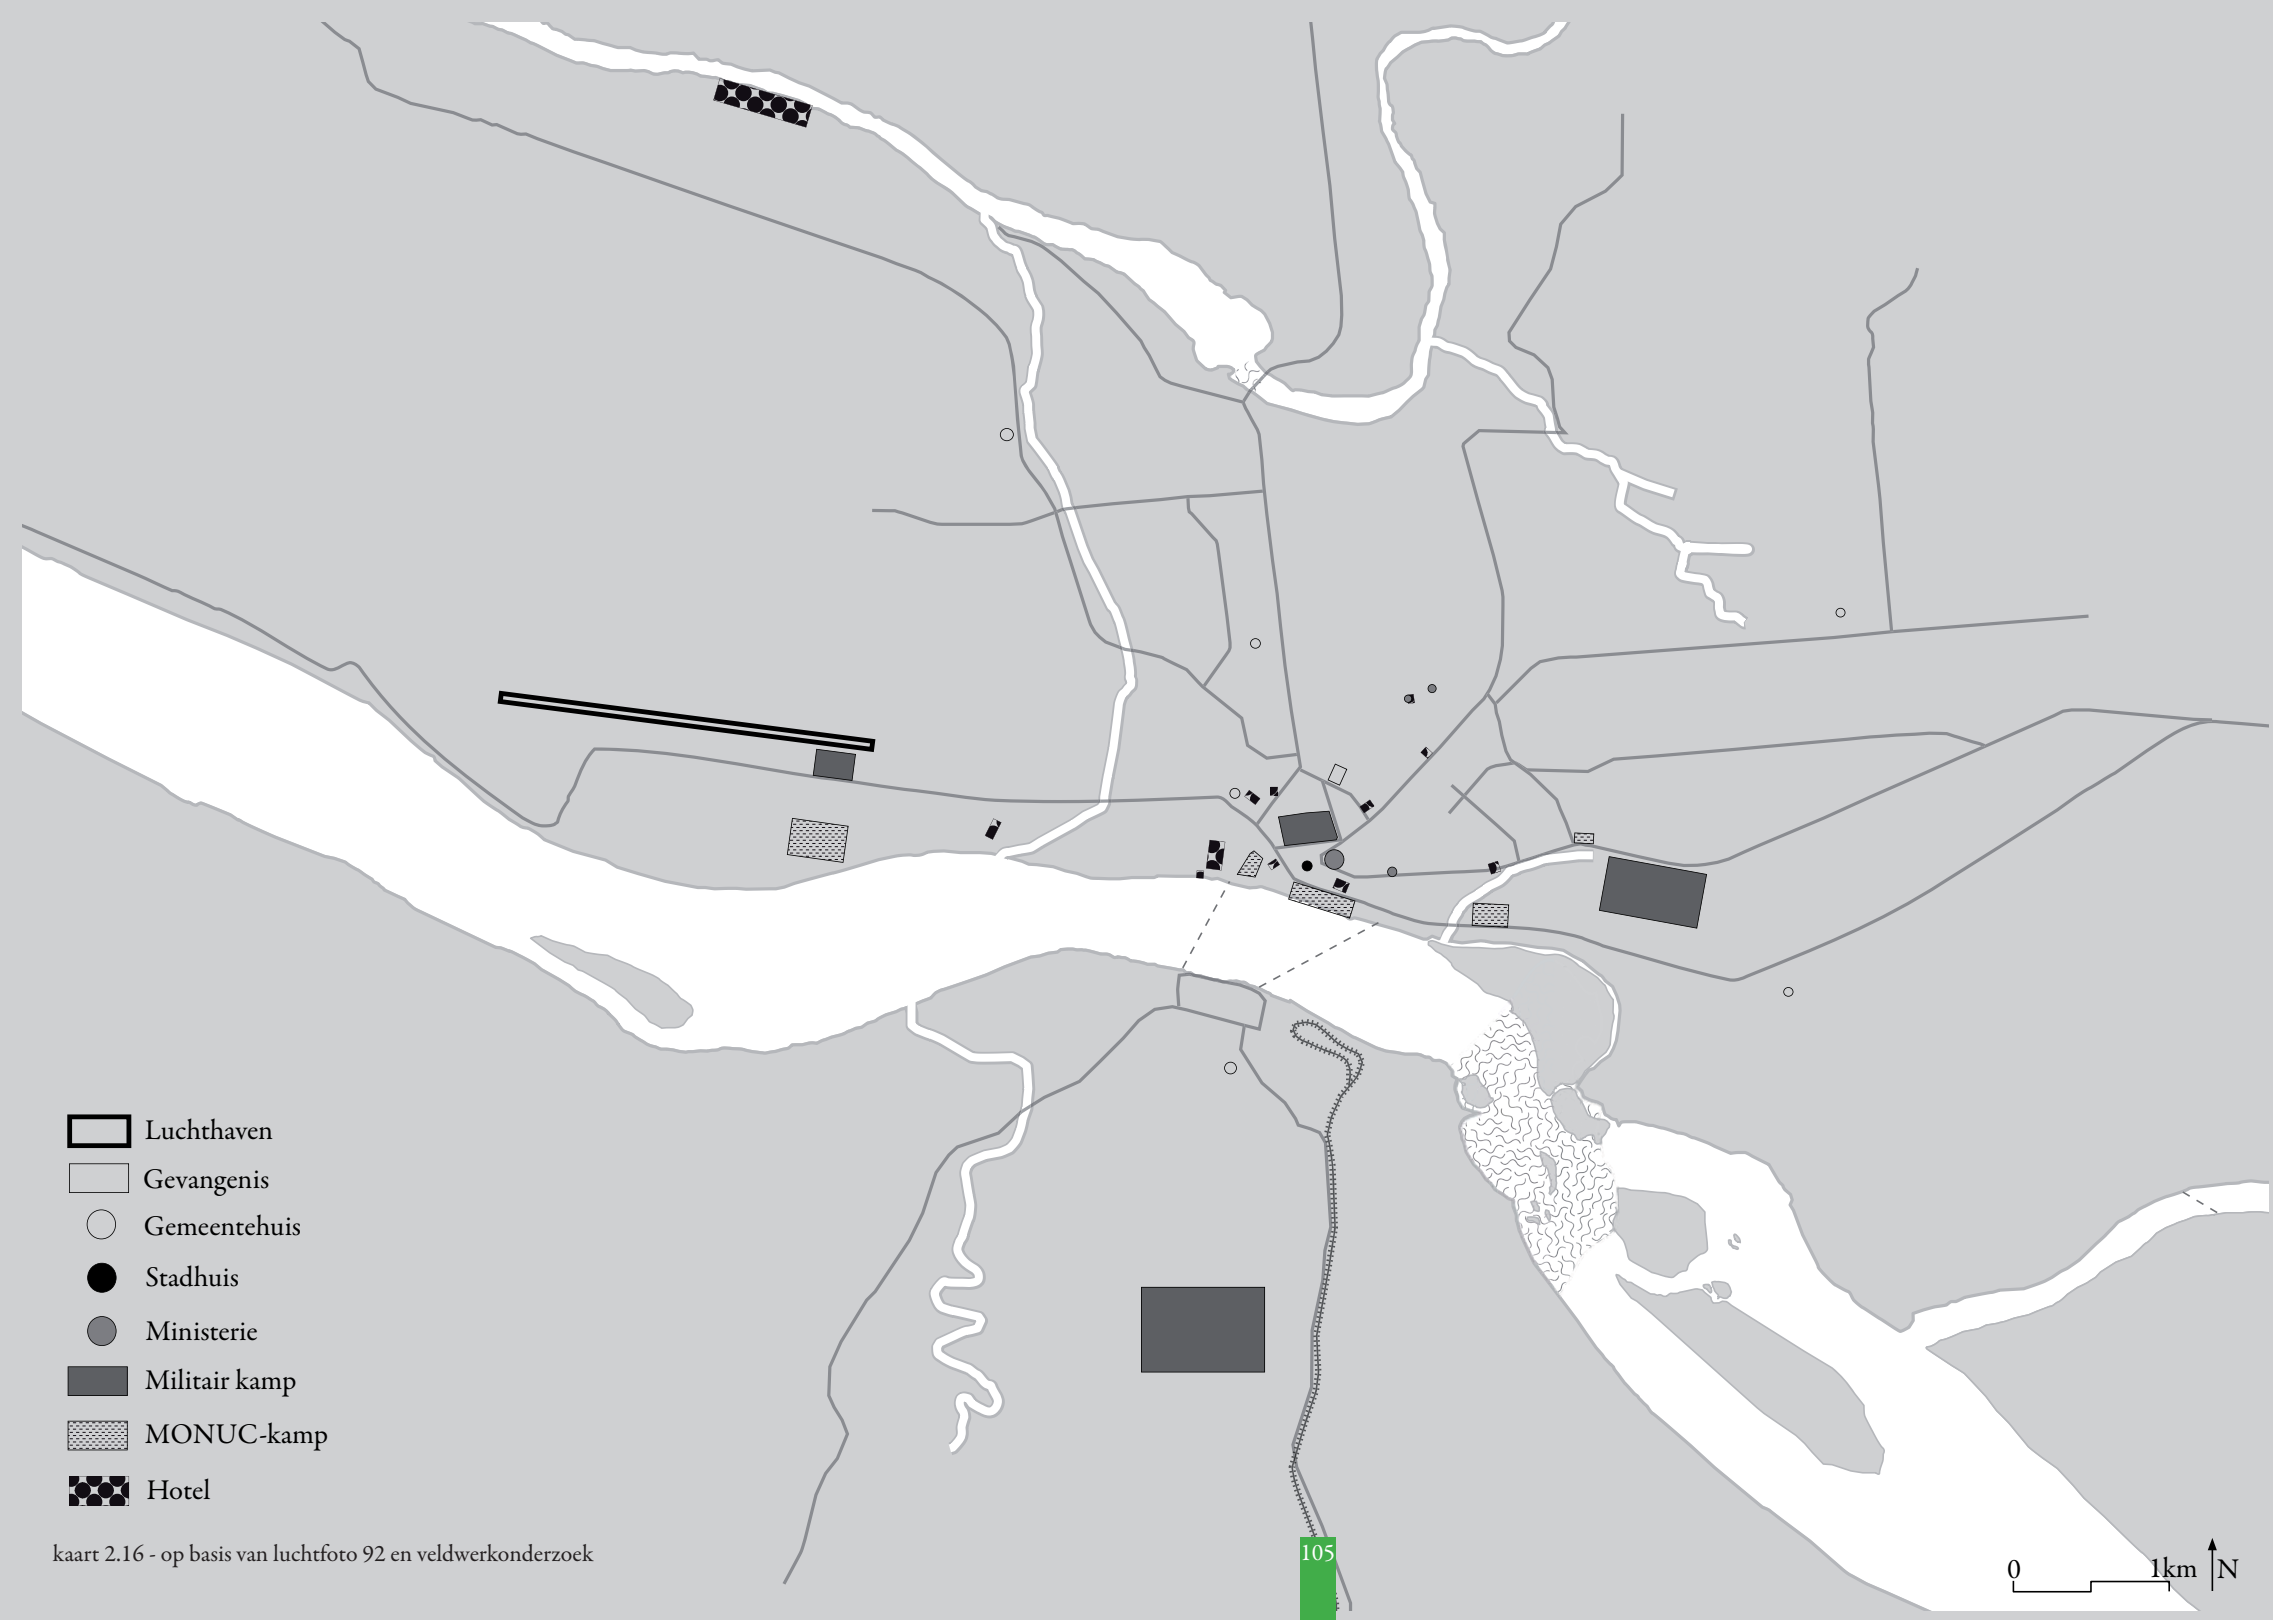 Luchthaven
Gevangenis
Gemeentehuis
Stadhuis
Ministerie
Militair kamp
MONUC-kamp
Hotel
kaart 2.16 - op basis van luchtfoto 92 en veldwerkonderzoek
105
0 1km N